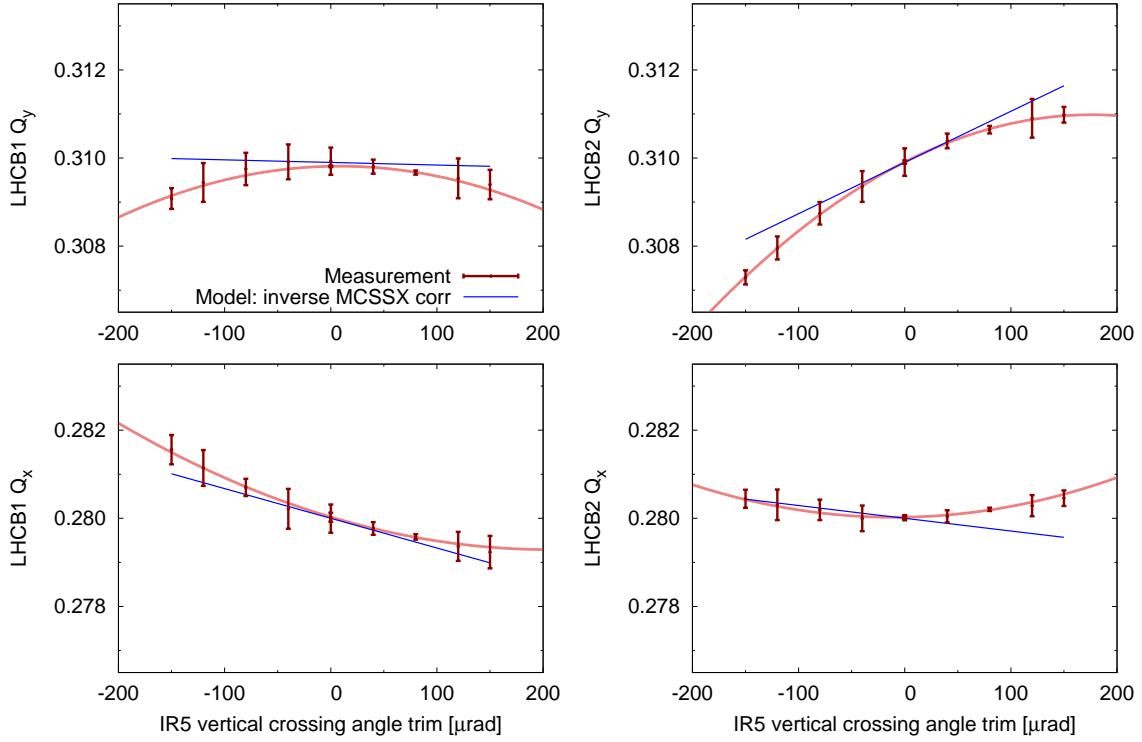 0.312
0.310
0.308
LHCB1 Q_y
Measurement
Model: inverse MCSSX corr
-200 -100 0 100 200
0.312
0.310
0.308
LHCB2 Q_y
-200 -100 0 100 200
0.282
0.280
0.278
LHCB1 Q_x
-200 -100 0 100 200
IR5 vertical crossing angle trim [μrad]
0.282
0.280
0.278
LHCB2 Q_x
-200 -100 0 100 200
IR5 vertical crossing angle trim [μrad]